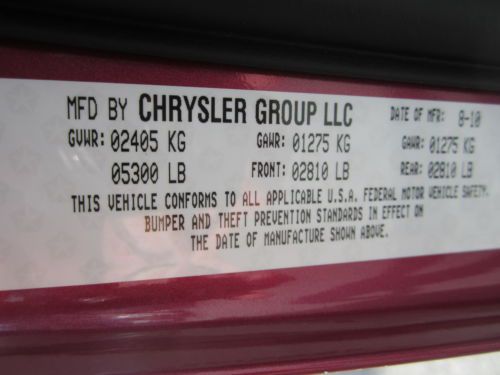 MFD BY CHRYSLER GROUP LLC DATE OF MFR: 8-10
GVWR: 02405 KG GAWR: 01275 KG GAWR: 01275 KG
05300 LB FRONT: 02810 LB REAR: 02810 LB
THIS VEHICLE CONFORMS TO ALL APPLICABLE U.S.A. FEDERAL MOTOR VEHICLE SAFETY,
BUMPER AND THEFT PREVENTION STANDARDS IN EFFECT ON
THE DATE OF MANUFACTURE SHOWN ABOVE.